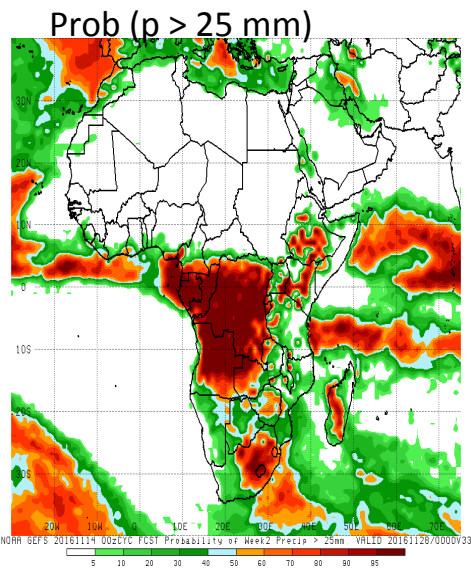 Prob (p > 25 mm)
30N
20N
10N
0
10S
20S
30S
20W 10W 0 10E 20E 30E 40E 50E 60E 70E
NOAA GEFS 20161114 00zCYC FCST Probability of Week2 Precip > 25mm VALID 20161128/0000V33
5 10 20 30 40 50 60 70 80 90 95